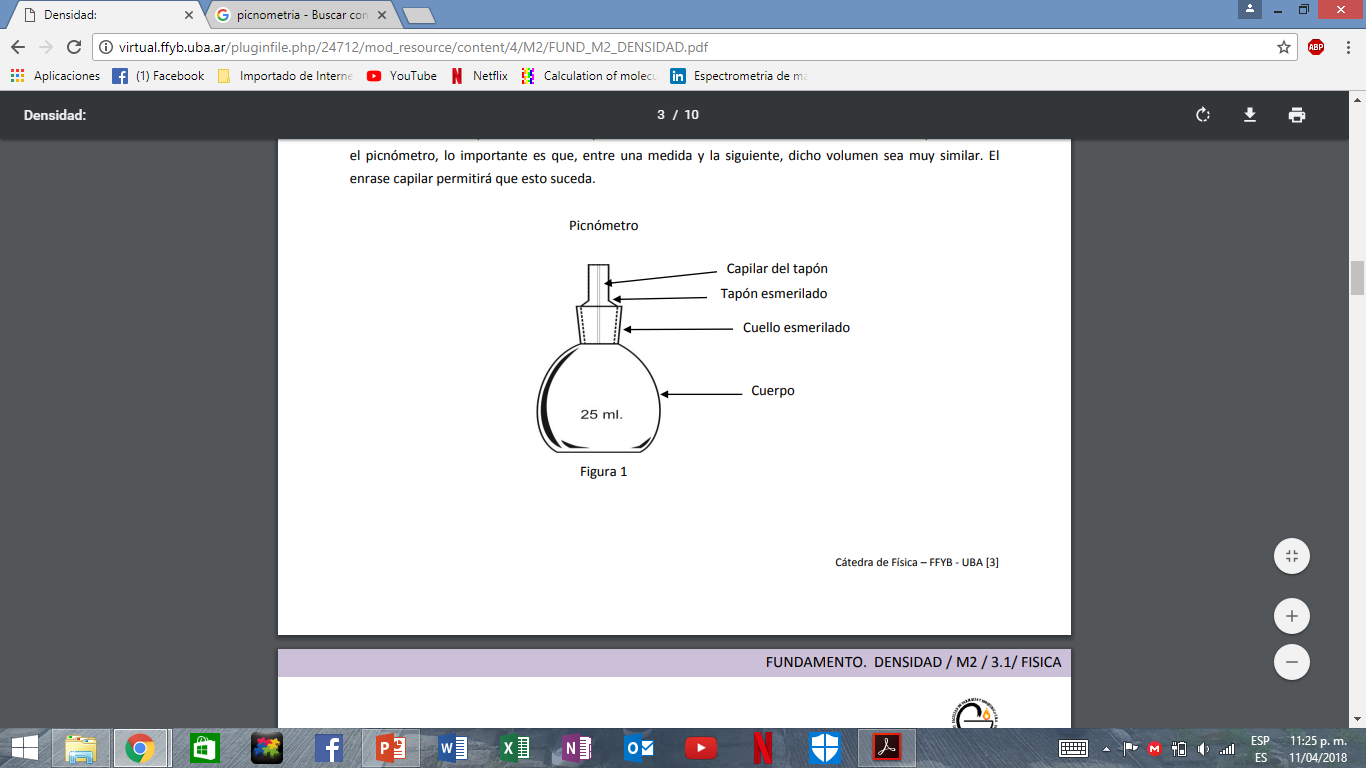 Densidad:
picnometria - Buscar con
virtual.ffyb.uba.ar/pluginfile.php/24712/mod_resource/content/4/M2/FUND_M2_DENSIDAD.pdf
ABP
Aplicaciones
(1) Facebook
Importado de Interne
YouTube
Netflix
Calculation of molecu
Espectrometria de ma
Densidad:
3 / 10
el picnómetro, lo importante es que, entre una medida y la siguiente, dicho volumen sea muy similar. El
enrase capilar permitirá que esto suceda.
Picnómetro
Capilar del tapón
Tapón esmerilado
Cuello esmerilado
Cuerpo
25 ml.
Figura 1
Cátedra de Física – FFYB - UBA [3]
FUNDAMENTO. DENSIDAD / M2 / 3.1/ FISICA
ESP
ES
11:25 p. m.
11/04/2018